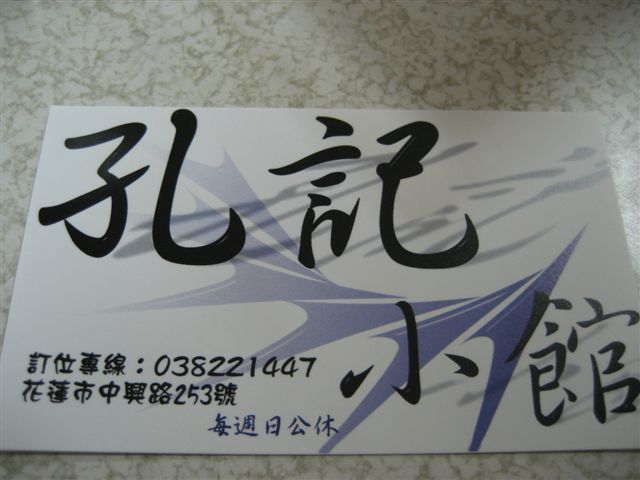 孔記
小館
訂位專線：038221447
花蓮市中興路253號
每週日公休